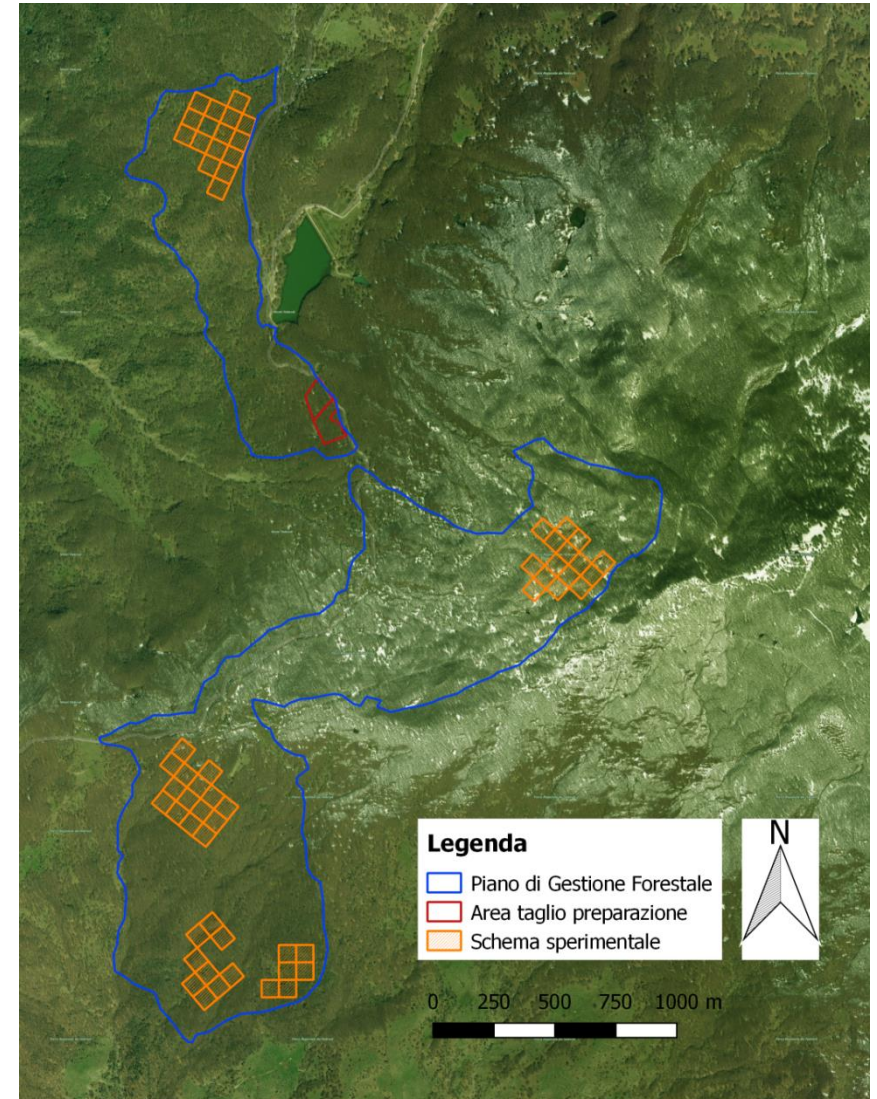 Legenda
Piano di Gestione Forestale
Area taglio preparazione
Schema sperimentale
N
0 250 500 750 1000 m